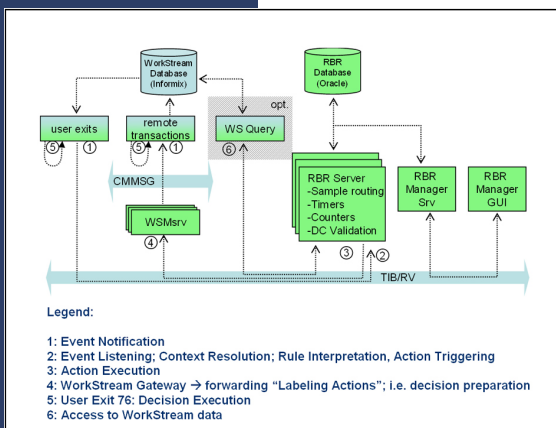 WorkStream
Database
(Informix)
RBR
Database
(Oracle)
opt.
user exits
remote
transactions
WS Query
5
1
5
1
6
CMMSG
RBR Server
-Sample routing
-Timers
-Counters
-DC Validation
RBR
Manager
Srv
RBR
Manager
GUI
WSMsrv
4
3
2
TIB/RV
Legend:
1: Event Notification
2: Event Listening; Context Resolution; Rule Interpretation, Action Triggering
3: Action Execution
4: WorkStream Gateway → forwarding “Labeling Actions”; i.e. decision preparation
5: User Exit 76: Decision Execution
6: Access to WorkStream data